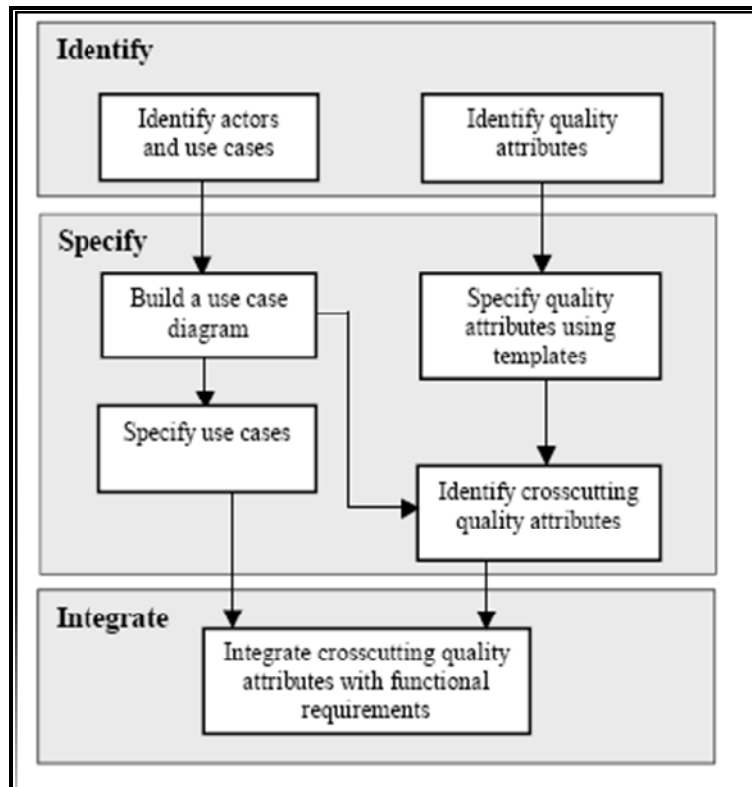 Identify
Identify actors
and use cases
Identify quality
attributes
Specify
Build a use case
diagram
Specify quality
attributes using
templates
Specify use cases
Identify crosscutting
quality attributes
Integrate
Integrate crosscutting quality
attributes with functional
requirements